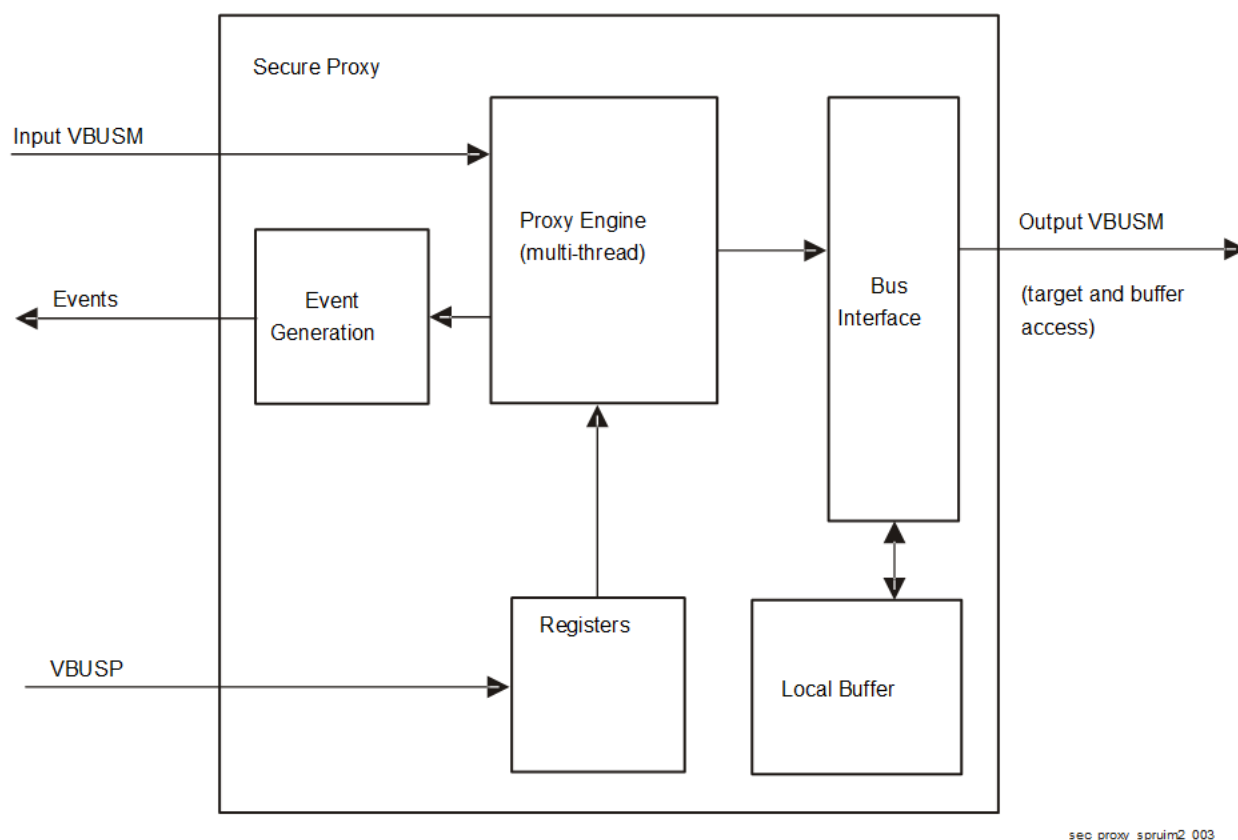 Secure Proxy
Input VBUSM
Proxy Engine
(multi-thread)
Output VBUSM
Events
Event
Generation
Bus
Interface
(target and buffer
access)
Registers
VBUSP
Local Buffer
sec_proxy_spruim2_003